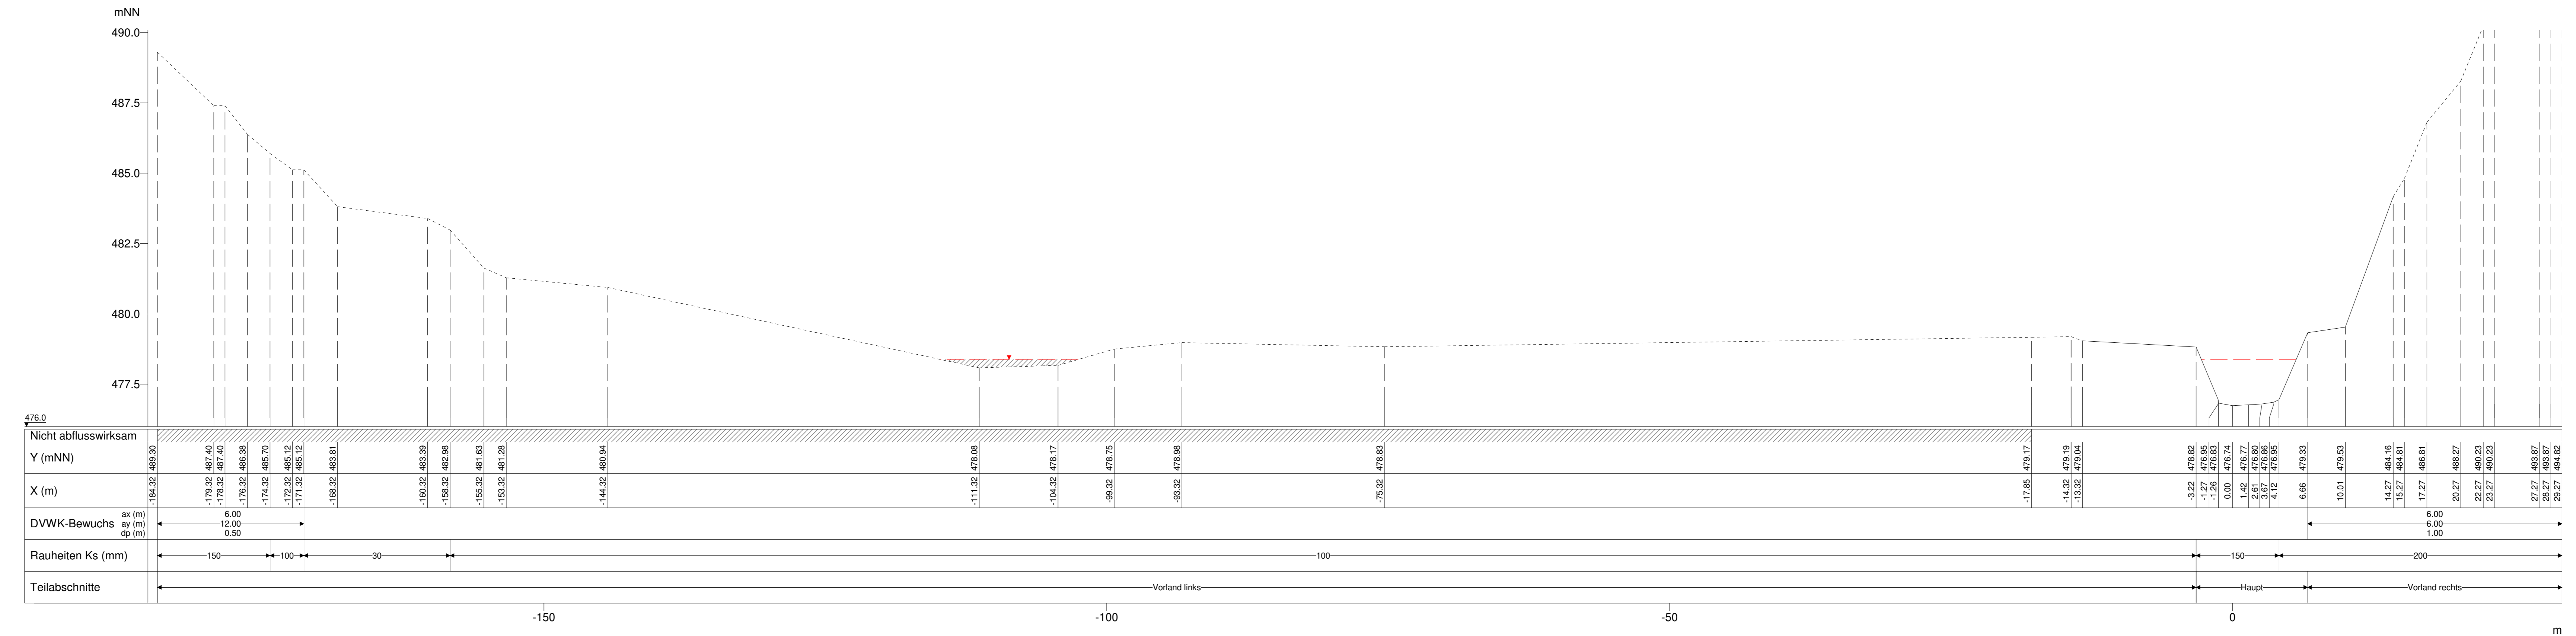 mNN
490.0
487.5
485.0
482.5
480.0
477.5
476.0
Nicht abflusswirksam
Y (mNN) 489.30 487.40 487.40 486.38 485.70 485.12 485.12 483.81 483.39 482.98 481.63 481.28 480.94 478.08 478.17 478.75 478.98 478.83 479.17 479.19 479.04 478.82 476.95 476.83 476.74 476.77 476.80 476.86 476.95 479.33 479.53 484.16 484.81 486.81 488.27 490.23 490.23 493.87 493.87 494.82
X (m) -184.32 -179.32 -178.32 -176.32 -174.32 -172.32 -171.32 -168.32 -160.32 -158.32 -155.32 -153.32 -144.32 -111.32 -104.32 -99.32 -93.32 -75.32 -17.85 -14.32 -13.32 -3.22 -1.27 -1.26 0.00 1.42 2.61 3.67 4.12 6.66 10.01 14.27 15.27 17.27 20.27 22.27 23.27 27.27 28.27 29.27
DVWK-Bewuchs
ax (m) 6.00 6.00
ay (m) 12.00 6.00
dp (m) 0.50 1.00
Rauheiten Ks (mm) 150 100 30 100 150 200
Teilabschnitte Vorland links Haupt Vorland rechts
-150 -100 -50 0
m